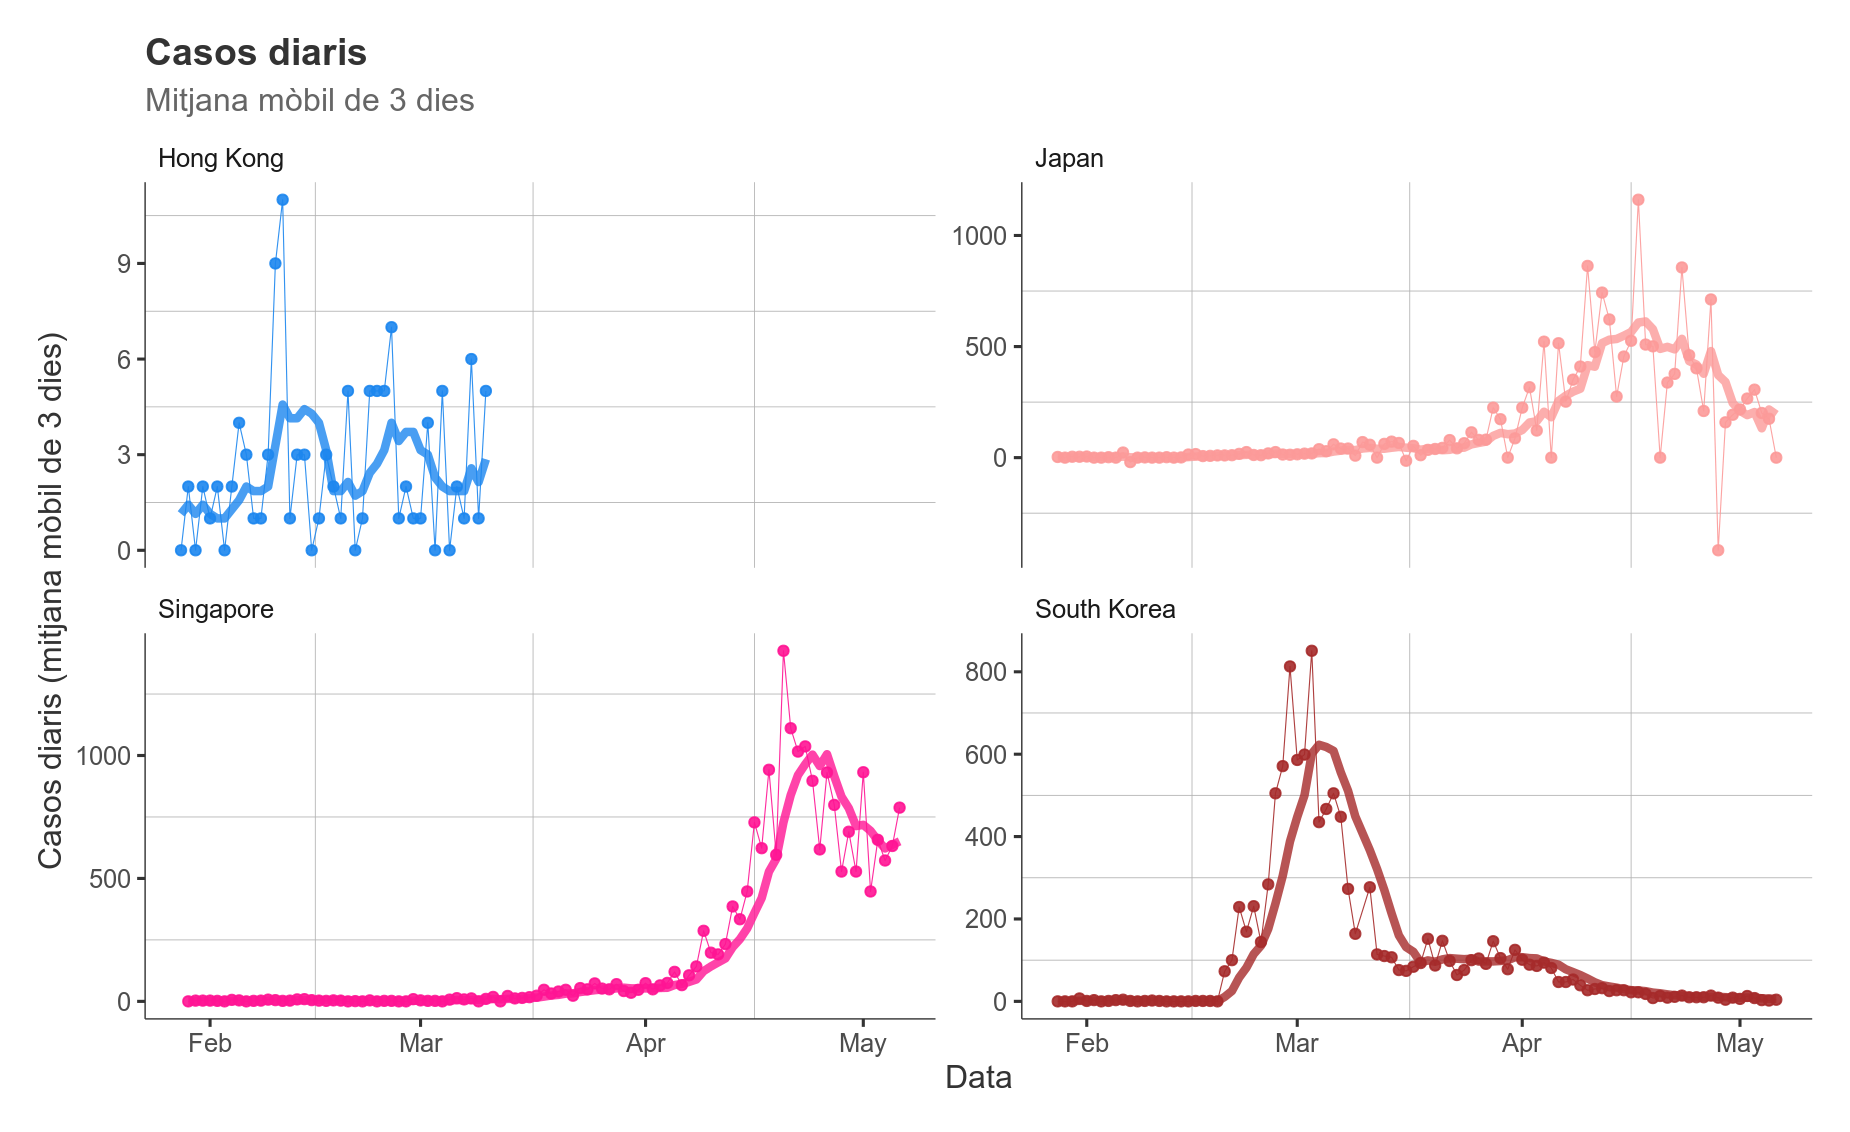 Casos diaris
Mitjana mòbil de 3 dies
Casos diaris (mitjana mòbil de 3 dies)
Hong Kong
9
6
3
0
Japan
1000
500
0
Singapore
1000
500
0
Feb Mar Apr May
South Korea
800
600
400
200
0
Feb Mar Apr May
Data